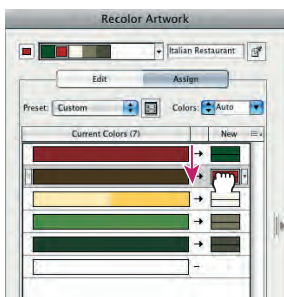 Recolor Artwork
Italian Restaurant
Edit Assign
Preset: Custom Colors: Auto
Current Colors (7) New